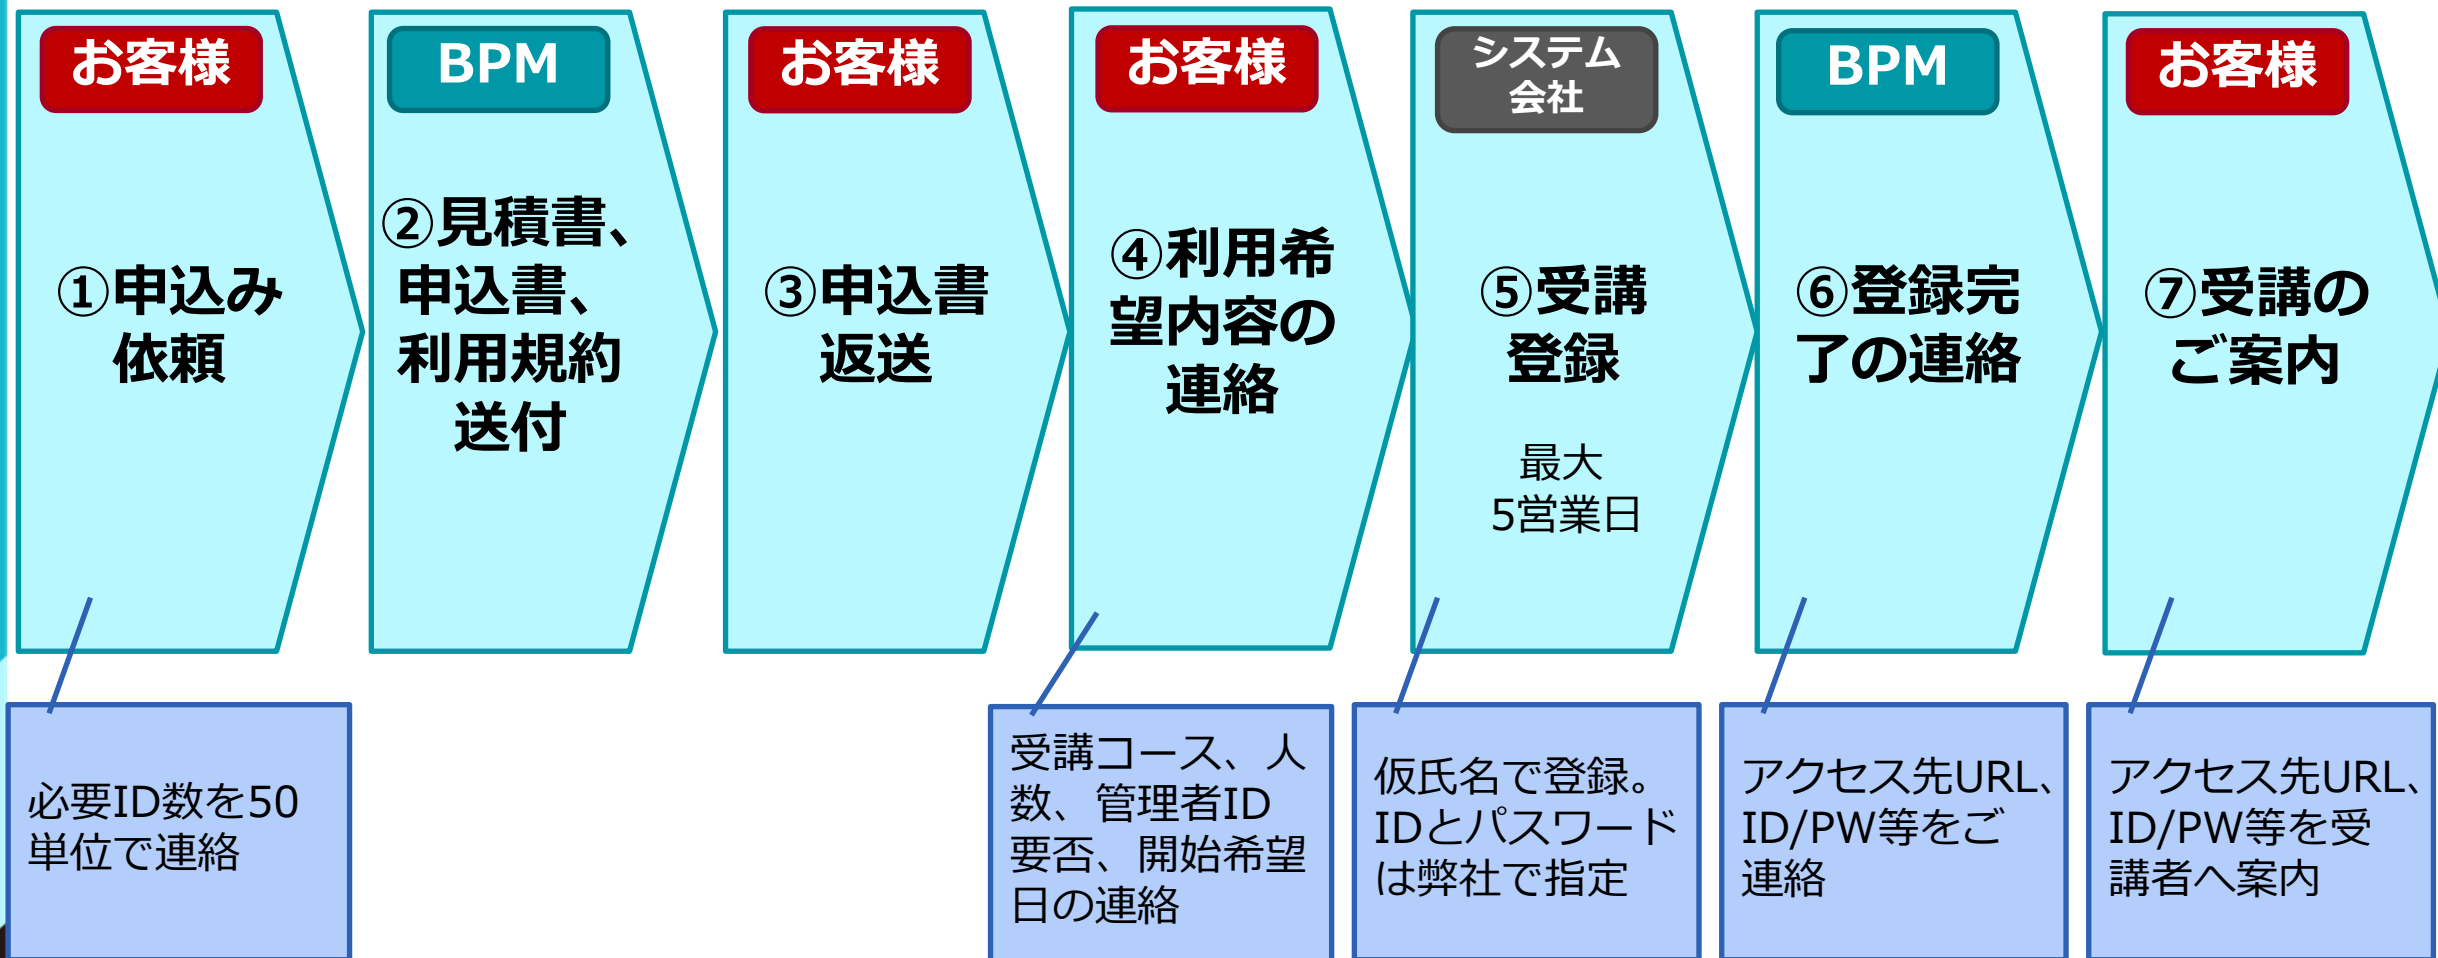 お客様
①申込み
依頼
必要ID数を50
単位で連絡
BPM
②見積書、
申込書、
利用規約
送付
お客様
③申込書
返送
お客様
④利用希
望内容の
連絡
受講コース、人
数、管理者ID
要否、開始希望
日の連絡
システム
会社
⑤受講
登録
最大
5営業日
仮氏名で登録。
IDとパスワード
は弊社で指定
BPM
⑥登録完
了の連絡
アクセス先URL、
ID/PW等をご
連絡
お客様
⑦受講の
ご案内
アクセス先URL、
ID/PW等を受
講者へ案内